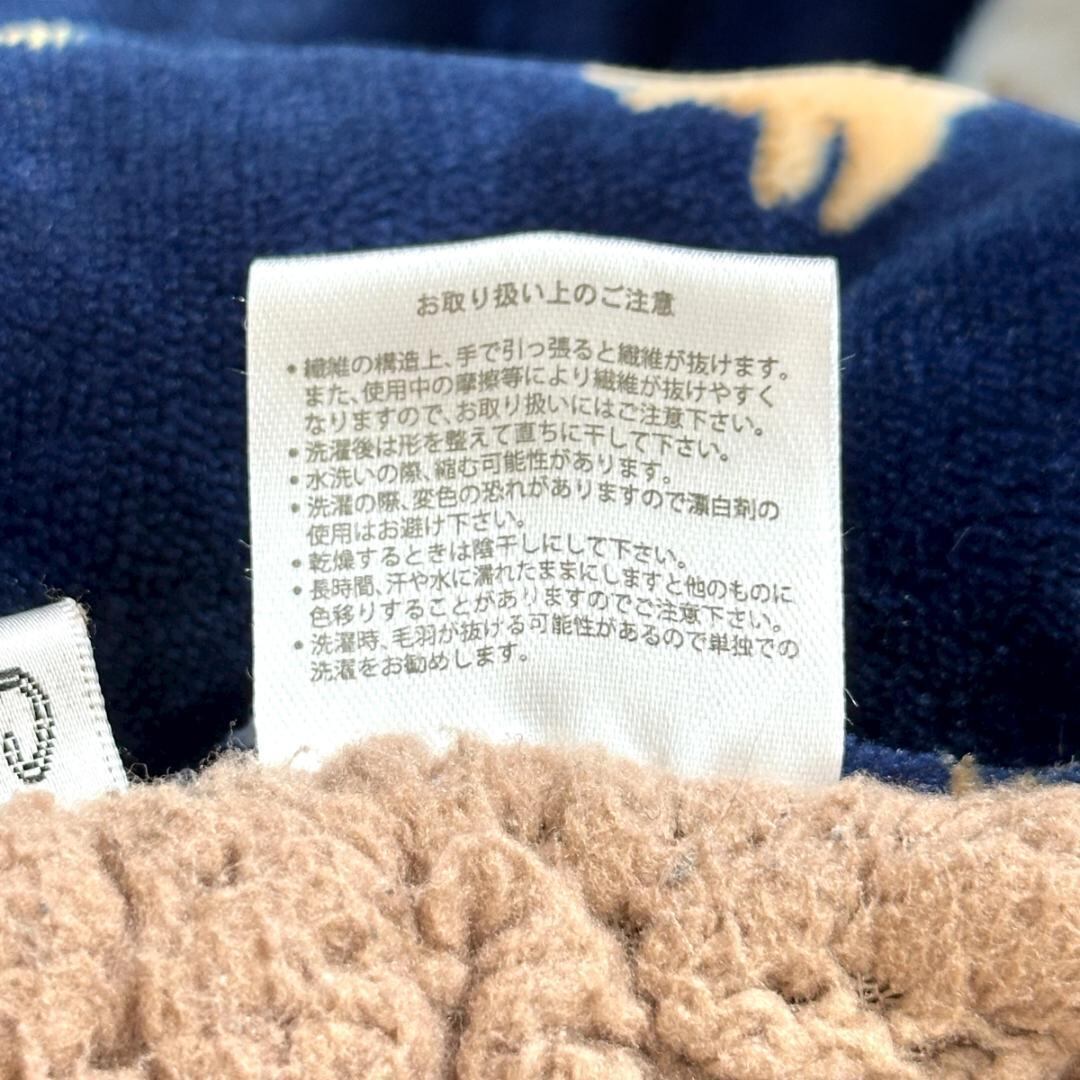 お取り扱い上のご注意
・繊維の構造上、手で引っ張ると繊維が抜けます。
また、使用中の摩擦等により繊維が抜けやすく
なりますので、お取り扱いにはご注意下さい。
・洗濯後は形を整えて直ちに干して下さい。
・水洗いの際、縮む可能性があります。
・洗濯の際、変色の恐れがありますので漂白剤の
使用はお避け下さい。
・乾燥するときは陰干しにして下さい。
・長時間、汗や水に濡れたままにしますと他のものに
色移りすることがありますのでご注意下さい。
・洗濯時、毛羽が抜ける可能性があるので単独での
洗濯をお勧めします。